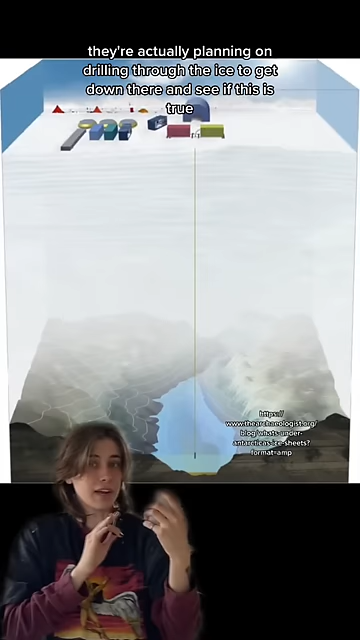 they're actually planning on
drilling through the ice to get
down there and see if this is
true
https://
www.thearchaeologist.org/
blog/whats-under-
antarcticas-ice-sheets?
format=amp